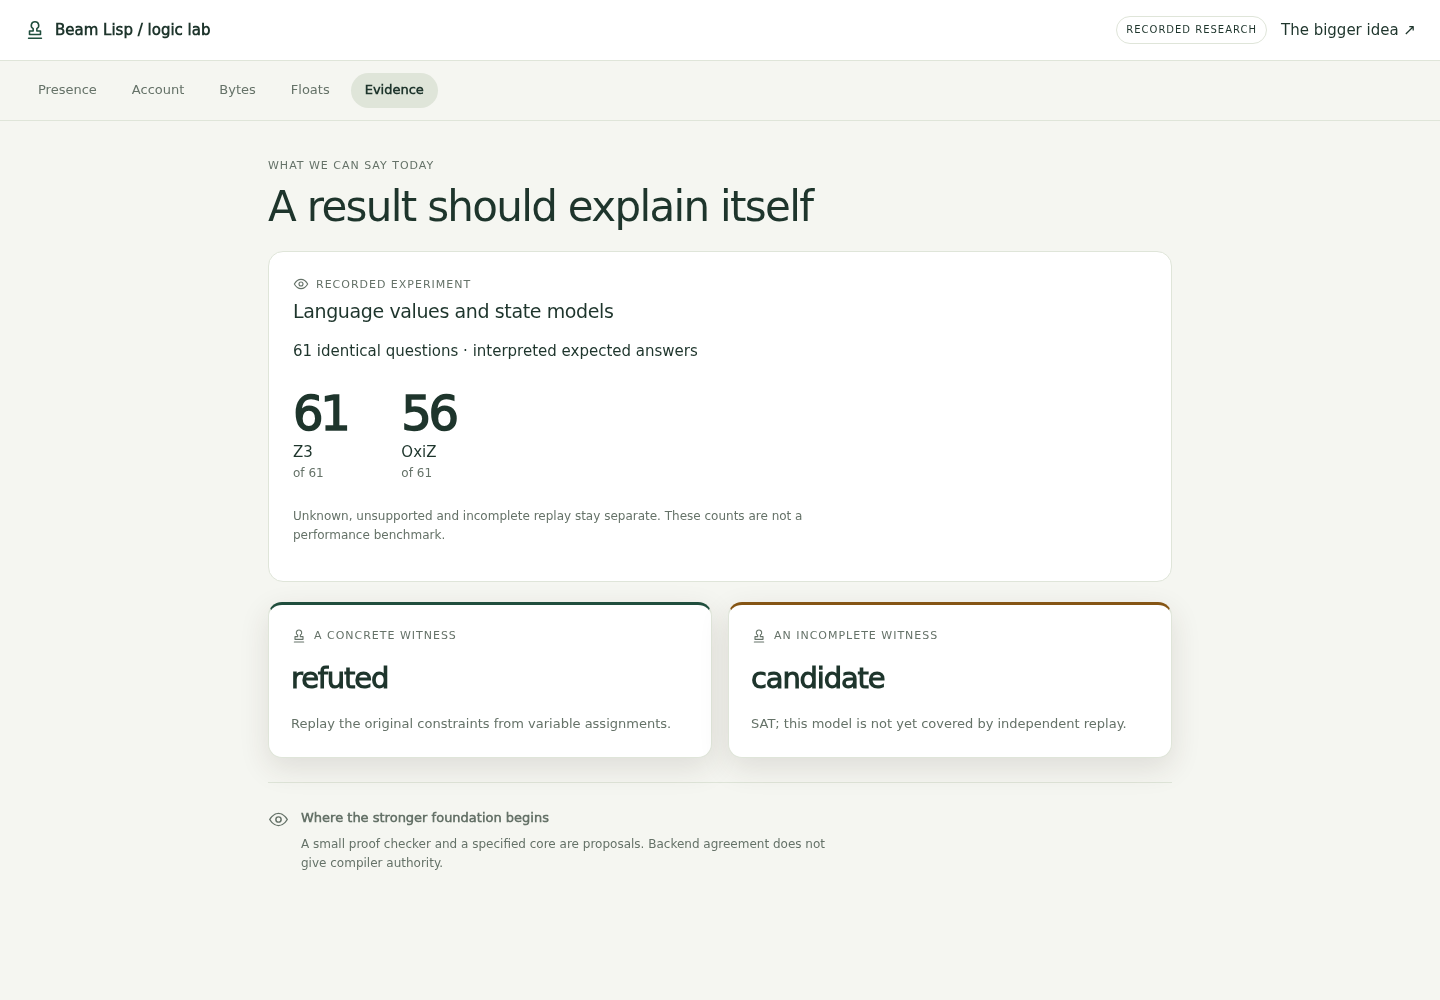 Beam Lisp / logic lab
RECORDED RESEARCH
The bigger idea ↗
Presence
Account
Bytes
Floats
Evidence
WHAT WE CAN SAY TODAY
A result should explain itself
RECORDED EXPERIMENT
Language values and state models
61 identical questions · interpreted expected answers
61
Z3
of 61
56
OxiZ
of 61
Unknown, unsupported and incomplete replay stay separate. These counts are not a
performance benchmark.
A CONCRETE WITNESS
refuted
Replay the original constraints from variable assignments.
AN INCOMPLETE WITNESS
candidate
SAT; this model is not yet covered by independent replay.
Where the stronger foundation begins
A small proof checker and a specified core are proposals. Backend agreement does not
give compiler authority.